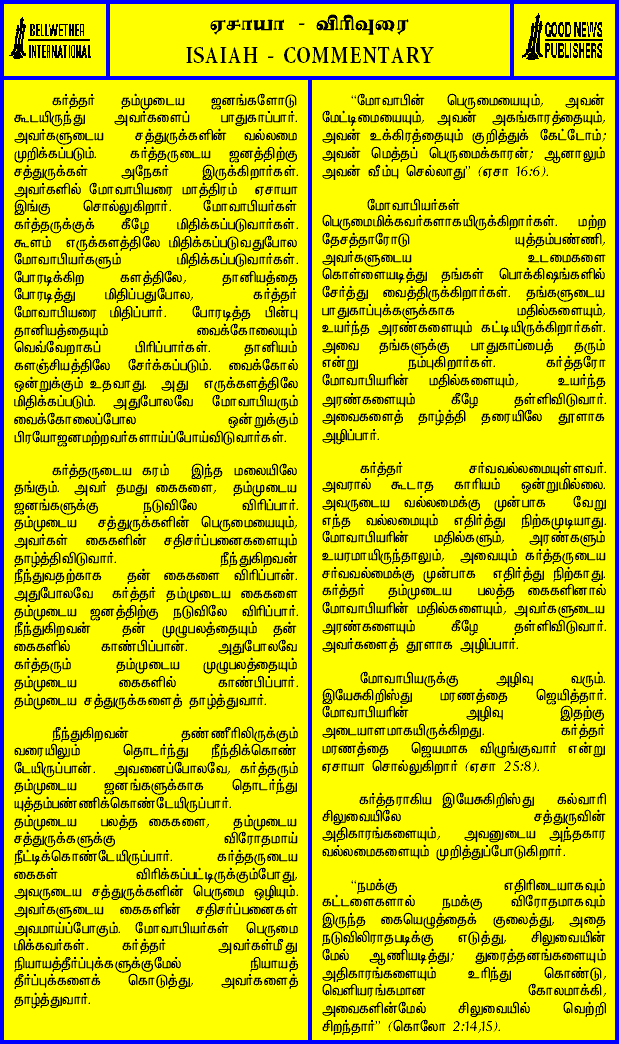 BELLWETHER
INTERNATIONAL
ஏசாயா - விரிவுரை
ISAIAH - COMMENTARY
GOOD NEWS
PUBLISHERS
கர்த்தர் தம்முடைய ஜனங்களோடு
கூடயிருந்து அவர்களைப் பாதுகாப்பார்.
அவர்களுடைய சத்துருக்களின் வல்லமை
முறிக்கப்படும். கர்த்தருடைய ஜனத்திற்கு
சத்துருக்கள் அநேகர் இருக்கிறார்கள்.
அவர்களில் மோவாபியரை மாத்திரம் ஏசாயா
இங்கு சொல்லுகிறார். மோவாபியர்கள்
கர்த்தருக்குக் கீழே மிதிக்கப்படுவார்கள்.
கூளம் எருக்களத்திலே மிதிக்கப்படுவதுபோல
மோவாபியர்களும் மிதிக்கப்படுவார்கள்.
போரடிக்கிற களத்திலே, தானியத்தை
போரடித்து மிதிப்பதுபோல, கர்த்தர்
மோவாபியரை மிதிப்பார். போரடித்த பின்பு
தானியத்தையும் வைக்கோலையும்
வெவ்வேறாகப் பிரிப்பார்கள். தானியம்
களஞ்சியத்திலே சேர்க்கப்படும். வைக்கோல்
ஒன்றுக்கும் உதவாது. அது எருக்களத்திலே
மிதிக்கப்படும். அதுபோலவே மோவாபியரும்
வைக்கோலைப்போல ஒன்றுக்கும்
பிரயோஜனமற்றவர்களாய்ப்போய்விடுவார்கள்.
கர்த்தருடைய கரம் இந்த மலையிலே
தங்கும். அவர் தமது கைகளை, தம்முடைய
ஜனங்களுக்கு நடுவிலே விரிப்பார்.
தம்முடைய சத்துருக்களின் பெருமையையும்,
அவர்கள் கைகளின் சதிசர்ப்பனைகளையும்
தாழ்த்திவிடுவார். நீந்துகிறவன்
நீந்துவதற்காக தன் கைகளை விரிப்பான்.
அதுபோலவே கர்த்தர் தம்முடைய கைகளை
தம்முடைய ஜனத்திற்கு நடுவிலே விரிப்பார்.
நீந்துகிறவன் தன் முழுபலத்தையும் தன்
கைகளில் காண்பிப்பான். அதுபோலவே
கர்த்தரும் தம்முடைய முழுபலத்தையும்
தம்முடைய கைகளில் காண்பிப்பார்.
தம்முடைய சத்துருக்களைத் தாழ்த்துவார்.
நீந்துகிறவன் தண்ணீரிலிருக்கும்
வரையிலும் தொடர்ந்து நீந்திக்கொண்
டேயிருப்பான். அவனைப்போலவே, கர்த்தரும்
தம்முடைய ஜனங்களுக்காக தொடர்ந்து
யுத்தம்பண்ணிக்கொண்டேயிருப்பார்.
தம்முடைய பலத்த கைகளை, தம்முடைய
சத்துருக்களுக்கு விரோதமாய்
நீட்டிக்கொண்டேயிருப்பார். கர்த்தருடைய
கைகள் விரிக்கப்பட்டிருக்கும்போது,
அவருடைய சத்துருக்களின் பெருமை ஒழியும்.
அவர்களுடைய கைகளின் சதிசர்ப்பனைகள்
அவமாய்ப்போகும். மோவாபியர்கள் பெருமை
மிக்கவர்கள். கர்த்தர் அவர்கள்மீது
நியாயத்தீர்ப்புக்களுக்குமேல் நியாயத்
தீர்ப்புக்களைக் கொடுத்து, அவர்களைத்
தாழ்த்துவார்.
“மோவாபின் பெருமையையும், அவன்
மேட்டிமையையும், அவன் அகங்காரத்தையும்,
அவன் உக்கிரத்தையும் குறித்துக் கேட்டோம்;
அவன் மெத்தப் பெருமைக்காரன்; ஆனாலும்
அவன் வீம்பு செல்லாது” (ஏசா 16:6).
மோவாபியர்கள்
பெருமைமிக்கவர்களாகயிருக்கிறார்கள். மற்ற
தேசத்தாரோடு யுத்தம்பண்ணி,
அவர்களுடைய உடமைகளை
கொள்ளையடித்து தங்கள் பொக்கிஷங்களில்
சேர்த்து வைத்திருக்கிறார்கள். தங்களுடைய
பாதுகாப்புக்களுக்காக மதில்களையும்,
உயர்ந்த அரண்களையும் கட்டியிருக்கிறார்கள்.
அவை தங்களுக்கு பாதுகாப்பைத் தரும்
என்று நம்புகிறார்கள். கர்த்தரோ
மோவாபியரின் மதில்களையும், உயர்ந்த
அரண்களையும் கீழே தள்ளிவிடுவார்.
அவைகளைத் தாழ்த்தி தரையிலே தூளாக
அழிப்பார்.
கர்த்தர் சர்வவல்லமையுள்ளவர்.
அவரால் கூடாத காரியம் ஒன்றுமில்லை.
அவருடைய வல்லமைக்கு முன்பாக வேறு
எந்த வல்லமையும் எதிர்த்து நிற்கமுடியாது.
மோவாபியரின் மதில்களும், அரண்களும்
உயரமாயிருந்தாலும், அவையும் கர்த்தருடைய
சர்வவல்மைக்கு முன்பாக எதிர்த்து நிற்காது.
கர்த்தர் தம்முடைய பலத்த கைகளினால்
மோவாபியரின் மதில்களையும், அவர்களுடைய
அரண்களையும் கீழே தள்ளிவிடுவார்.
அவர்களைத் தூளாக அழிப்பார்.
மோவாபியருக்கு அழிவு வரும்.
இயேசுகிறிஸ்து மரணத்தை ஜெயித்தார்.
மோவாபியரின் அழிவு இதற்கு
அடையாளமாகயிருக்கிறது. கர்த்தர்
மரணத்தை ஜெயமாக விழுங்குவார் என்று
ஏசாயா சொல்லுகிறார் (ஏசா 25:8).
கர்த்தராகிய இயேசுகிறிஸ்து கல்வாரி
சிலுவையிலே சத்துருவின்
அதிகாரங்களையும், அவனுடைய அந்தகார
வல்லமைகளையும் முறித்துப்போடுகிறார்.
“நமக்கு எதிரிடையாகவும்
கட்டளைகளால் நமக்கு விரோதமாகவும்
இருந்த கையெழுத்தைக் குலைத்து, அதை
நடுவிலிராதபடிக்கு எடுத்து, சிலுவையின்
மேல் ஆணியடித்து; துரைத்தனங்களையும்
அதிகாரங்களையும் உரிந்து கொண்டு,
வெளியரங்கமான கோலமாக்கி,
அவைகளின்மேல் சிலுவையில் வெற்றி
சிறந்தார்” (கொலோ 2:14,15).